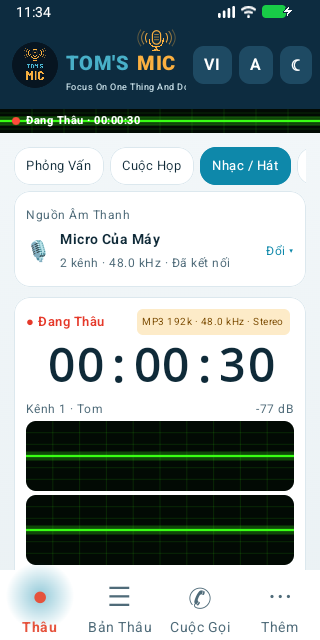 11:34
TOM'S
MIC
TOM'S MIC
Focus On One Thing And Do
VI
A
Đang Thâu · 00:00:30
Phỏng Vấn
Cuộc Họp
Nhạc / Hát
Nguồn Âm Thanh
Micro Của Máy
2 kênh · 48.0 kHz · Đã kết nối
Đổi ▾
Đang Thâu
MP3 192k · 48.0 kHz · Stereo
00:00:30
Kênh 1 · Tom
-77 dB
Thâu
Bản Thâu
Cuộc Gọi
Thêm